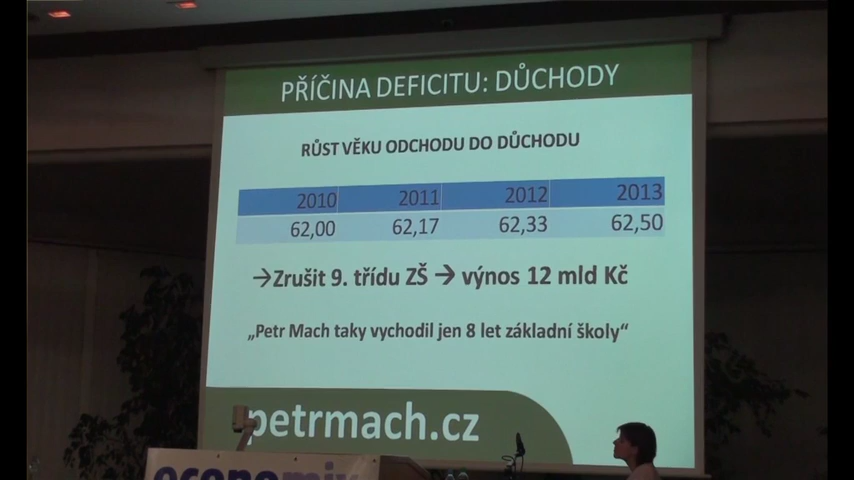 PŘÍČINA DEFICITU: DŮCHODY
RŮST VĚKU ODCHODU DO DŮCHODU
2010 2011 2012 2013
62,00 62,17 62,33 62,50
→Zrušit 9. třídu ZŠ → výnos 12 mld Kč
„Petr Mach taky vychodil jen 8 let základní školy“
petrmach.cz
economix